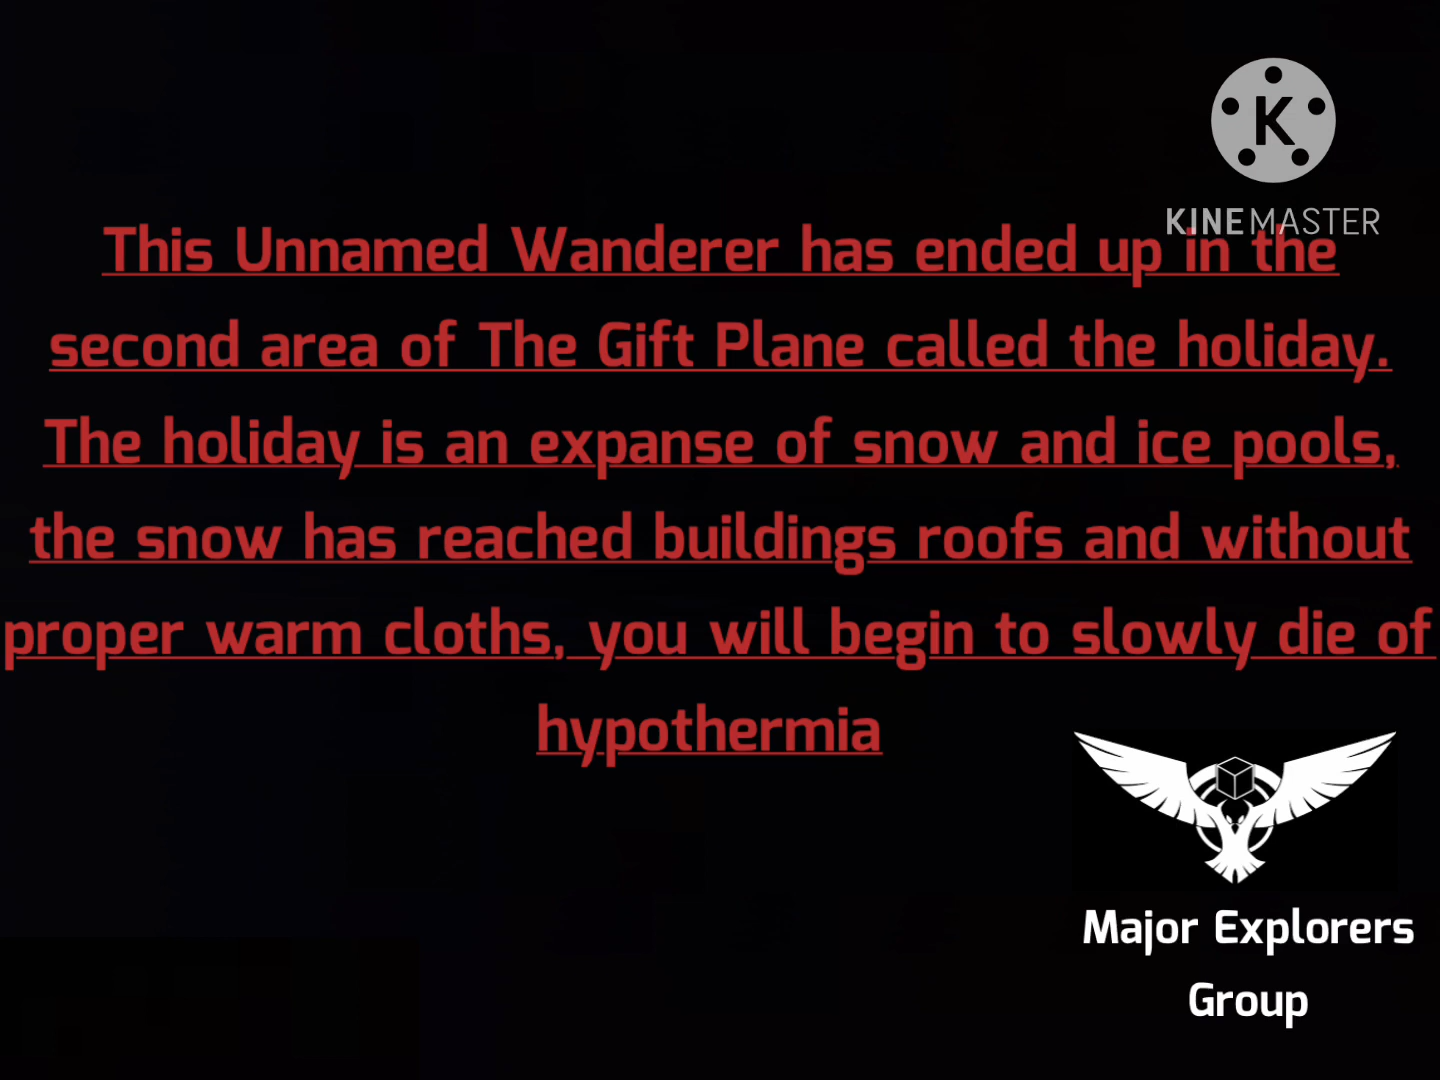 K
KINEMASTER
This Unnamed Wanderer has ended up in the
second area of The Gift Plane called the holiday.
The holiday is an expanse of snow and ice pools,
the snow has reached buildings roofs and without
proper warm cloths, you will begin to slowly die of
hypothermia
Major Explorers
Group